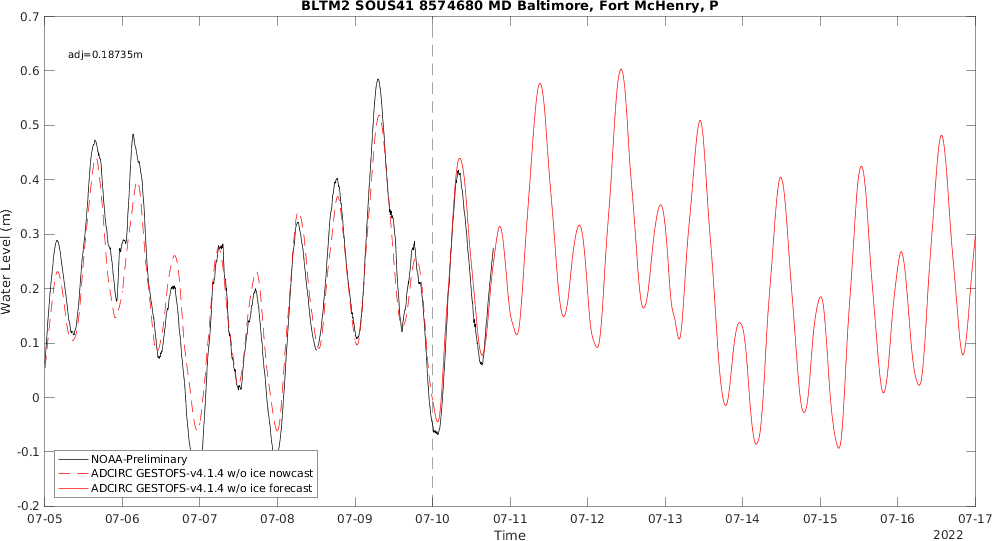 BLTM2 SOUS41 8574680 MD Baltimore, Fort McHenry, P
adj=0.18735m
Water Level (m)
0.7
0.6
0.5
0.4
0.3
0.2
0.1
0
-0.1
-0.2
NOAA-Preliminary
ADCIRC GESTOFS-v4.1.4 w/o ice nowcast
ADCIRC GESTOFS-v4.1.4 w/o ice forecast
07-05 07-06 07-07 07-08 07-09 07-10 07-11 07-12 07-13 07-14 07-15 07-16 07-17
Time
2022